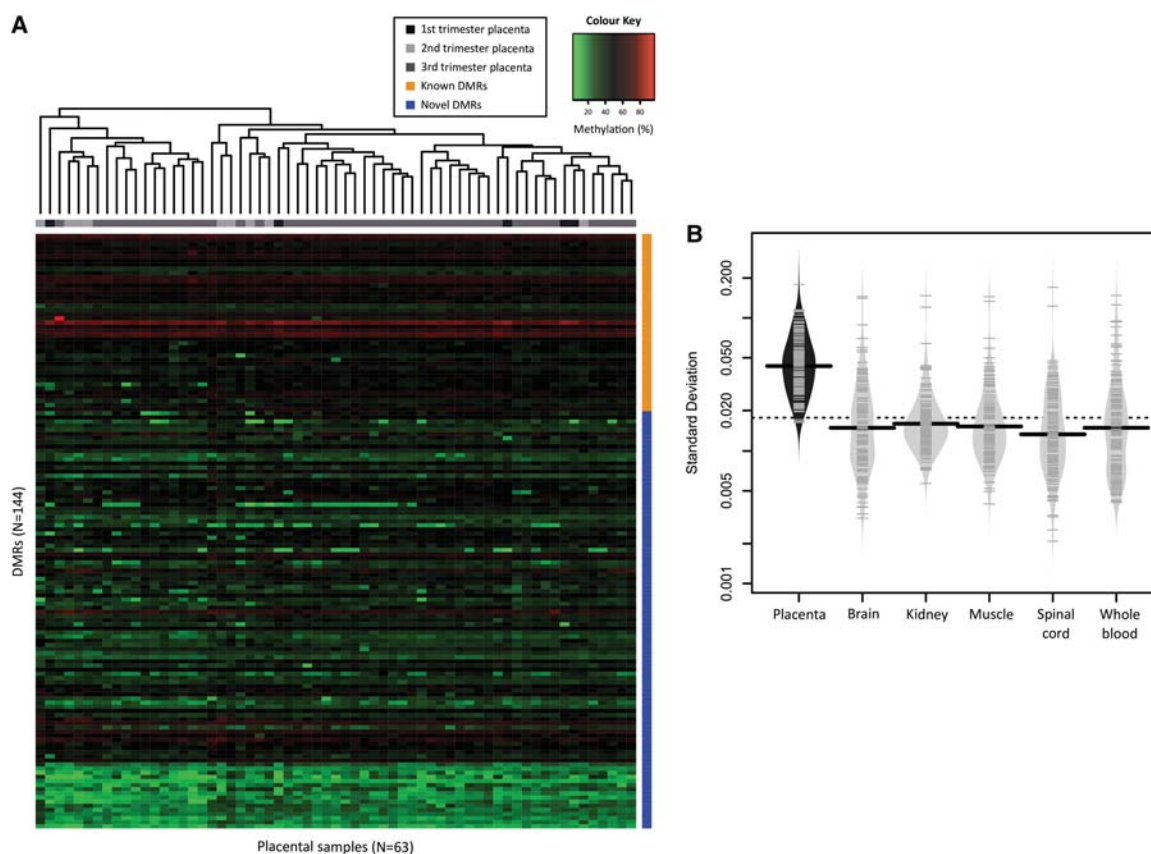 A
1st trimester placenta
2nd trimester placenta
3rd trimester placenta
Known DMRs
Novel DMRs
Colour Key
20 40 60 80
Methylation (%)
DMRs (N=144)
Placental samples (N=63)
B
Standard Deviation
0.200
0.050
0.020
0.005
0.001
Placenta Brain Kidney Muscle Spinal cord Whole blood